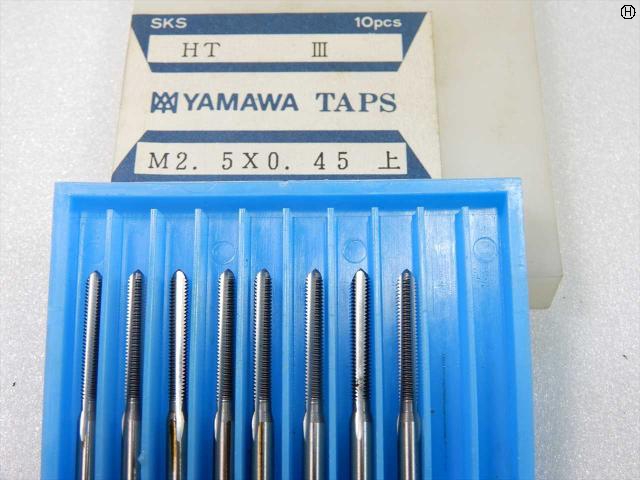 SKS 10pcs
HT III
YAMAWA TAPS
M2.5X0.45 上
H